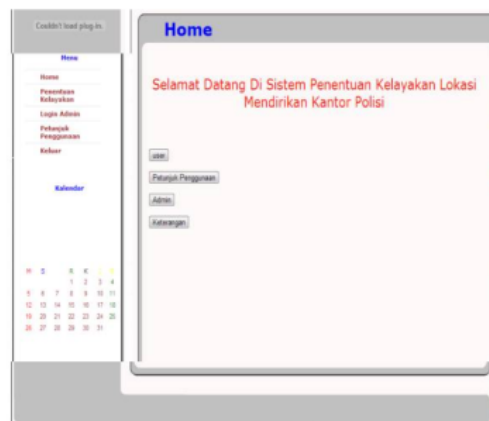 Couldn't load plug-in.
Home
Menu
Home
Penentuan
Kelayakan
Login Admin
Petunjuk
Penggunaan
Keluar
Selamat Datang Di Sistem Penentuan Kelayakan Lokasi
Mendirikan Kantor Polisi
user
Petunjuk Penggunaan
Admin
Keterangan
Kalendar
M S R K
1 2 3 4
5 6 7 8 9 10 11
12 13 14 15 16 17 18
19 20 21 22 23 24 25
26 27 28 29 30 31